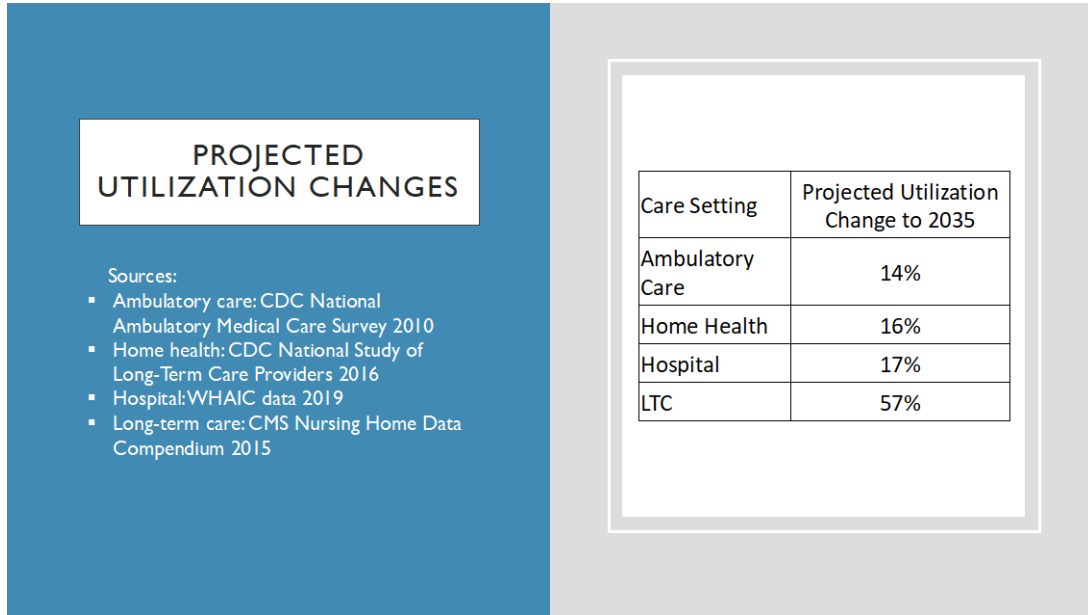 PROJECTED
UTILIZATION CHANGES
Sources:
▪ Ambulatory care: CDC National
Ambulatory Medical Care Survey 2010
▪ Home health: CDC National Study of
Long-Term Care Providers 2016
▪ Hospital: WHAIC data 2019
▪ Long-term care: CMS Nursing Home Data
Compendium 2015
Care Setting
Projected Utilization
Change to 2035
Ambulatory
Care
14%
Home Health
16%
Hospital
17%
LTC
57%